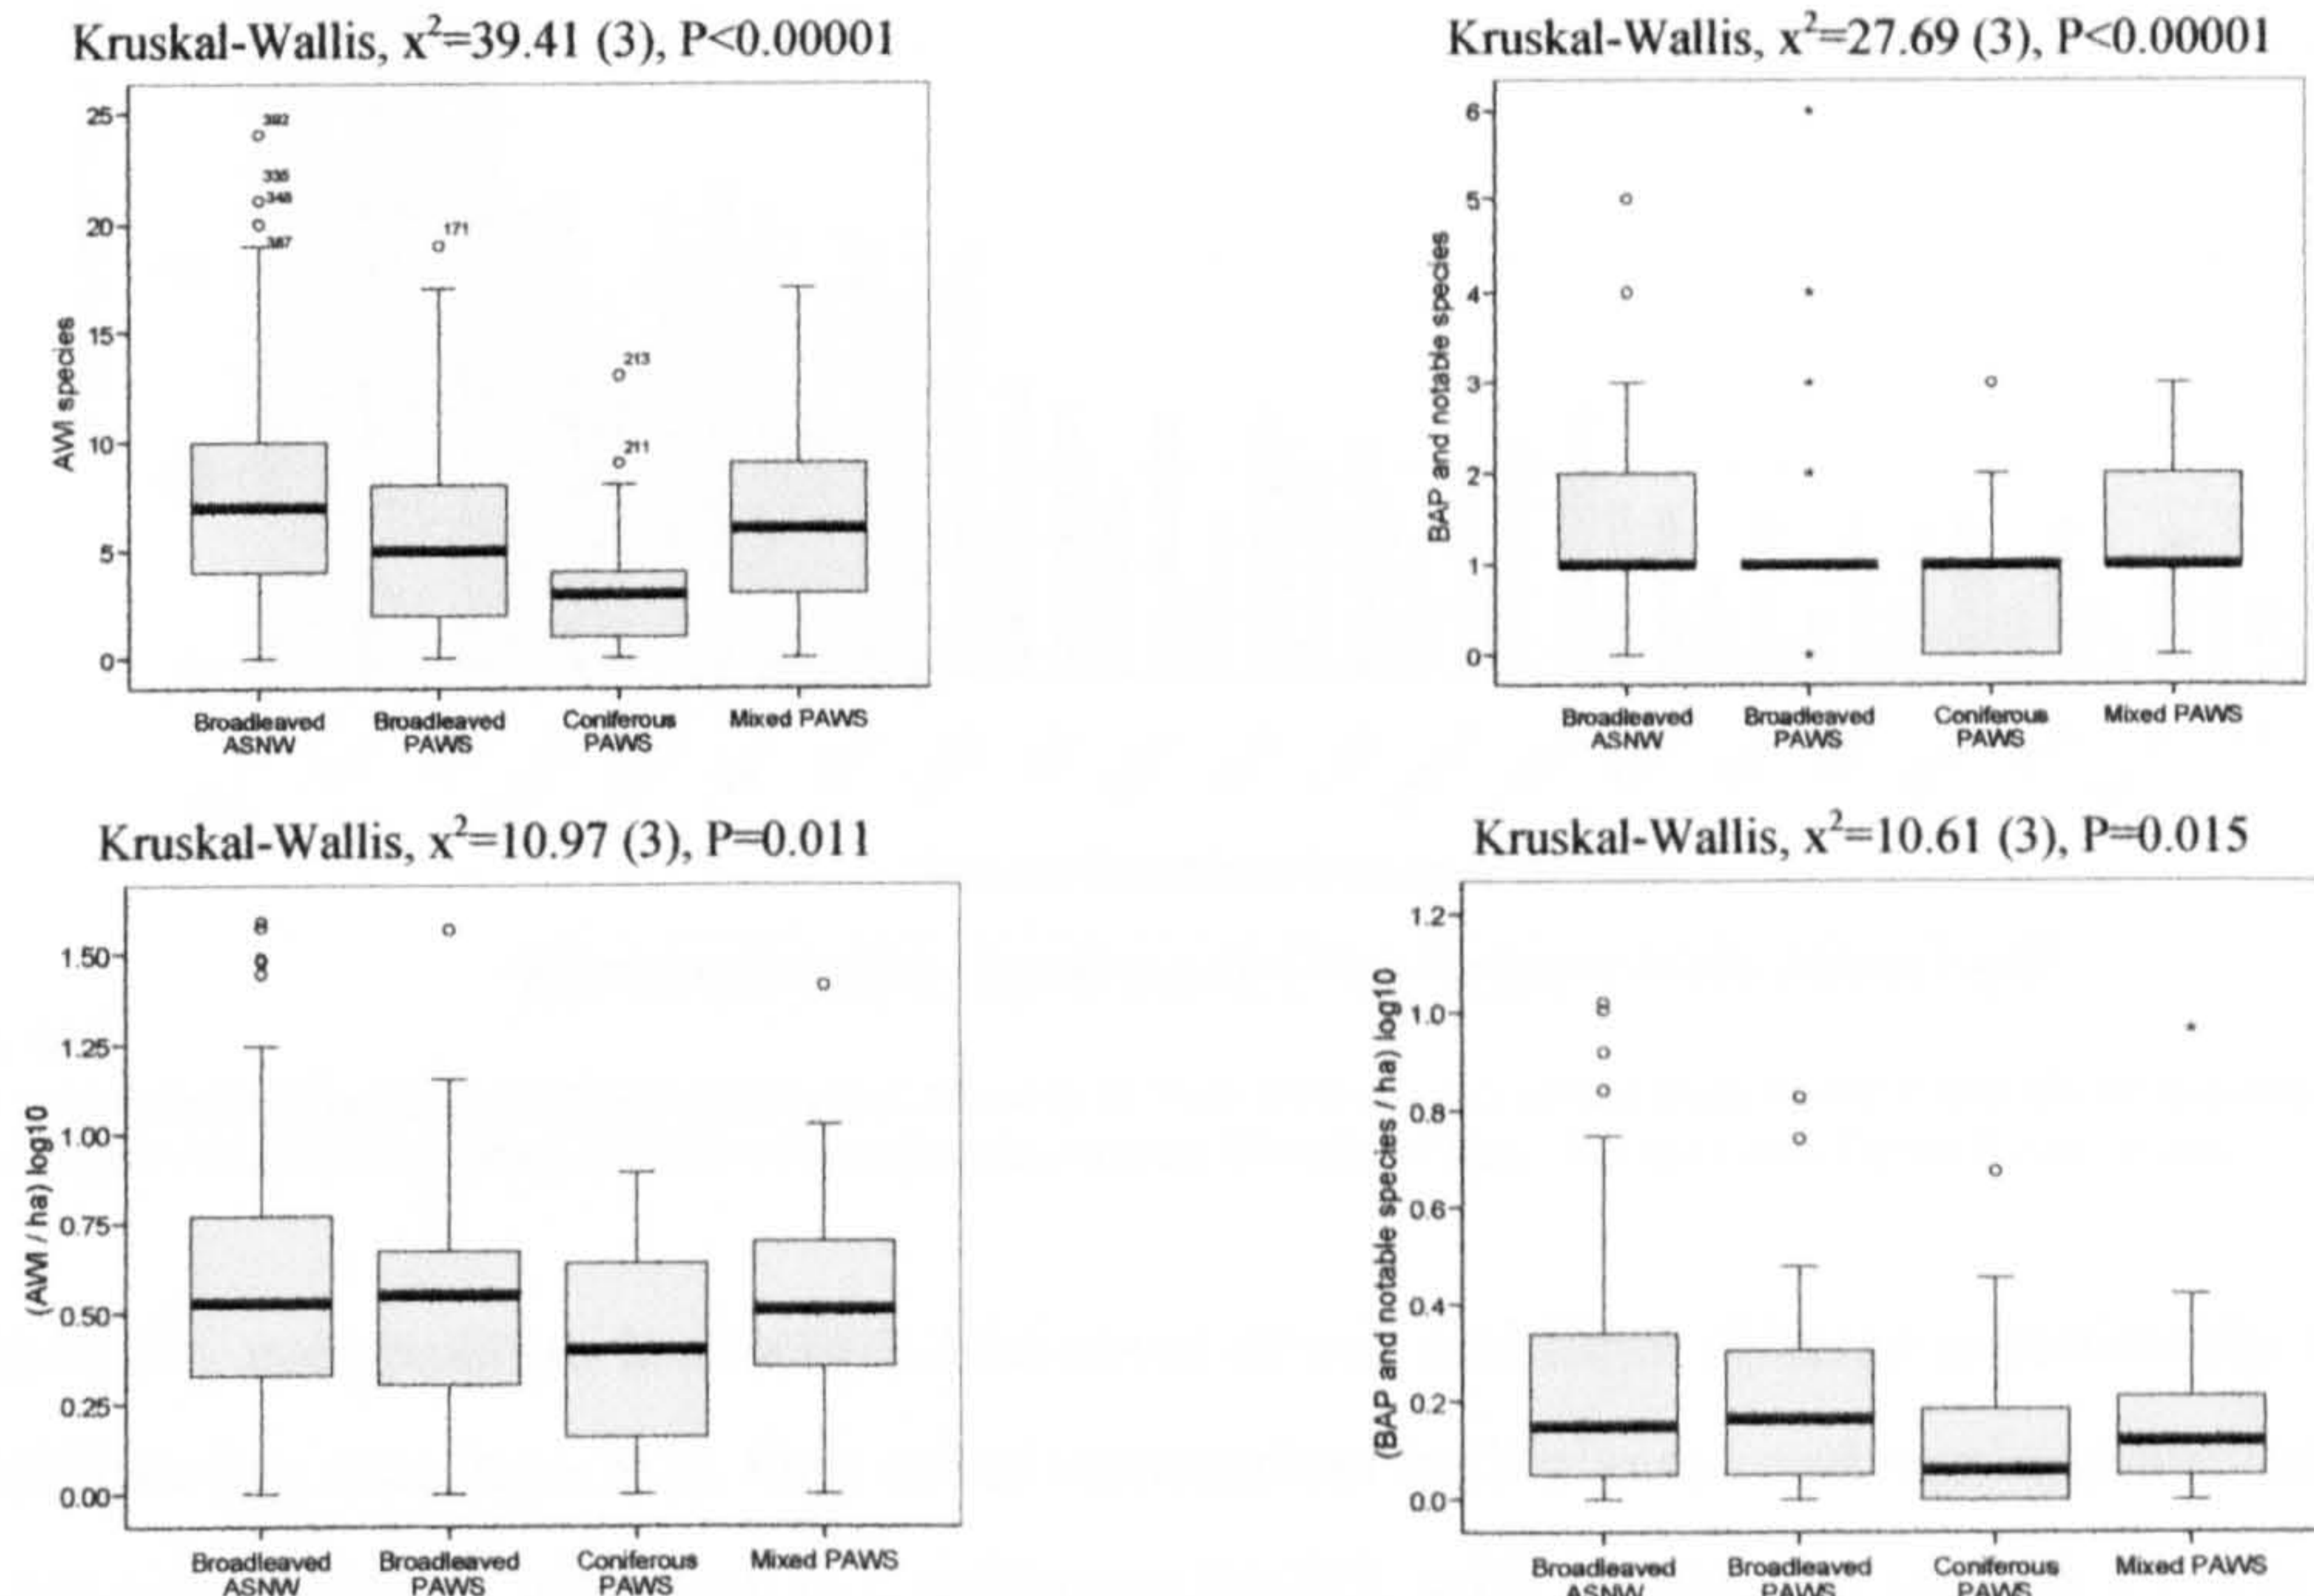 Kruskal-Wallis, x²=39.41 (3), P<0.00001
AWI species
25
20
15
10
5
0
382
335
348
387
171
213
211
Broadleaved ASNW
Broadleaved PAWS
Coniferous PAWS
Mixed PAWS
Kruskal-Wallis, x²=27.69 (3), P<0.00001
BAP and notable species
6
5
4
3
2
1
0
Broadleaved ASNW
Broadleaved PAWS
Coniferous PAWS
Mixed PAWS
Kruskal-Wallis, x²=10.97 (3), P=0.011
(AWI / ha) log10
1.50
1.25
1.00
0.75
0.50
0.25
0.00
Broadleaved ASNW
Broadleaved PAWS
Coniferous PAWS
Mixed PAWS
Kruskal-Wallis, x²=10.61 (3), P=0.015
(BAP and notable species / ha) log10
1.2
1.0
0.8
0.6
0.4
0.2
0.0
Broadleaved ASNW
Broadleaved PAWS
Coniferous PAWS
Mixed PAWS